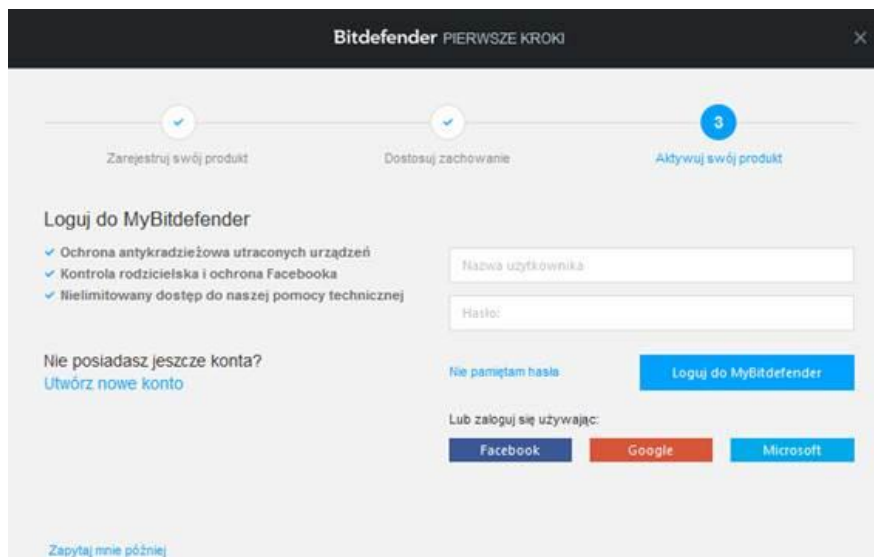 Bitdefender PIERWSZE KROKI
3
Zarejestruj swój produkt
Dostosuj zachowanie
Aktywuj swój produkt
Loguj do MyBitdefender
Ochrona antykradzieżowa utraconych urządzeń
Kontrola rodzicielska i ochrona Facebooka
Nielimitowany dostęp do naszej pomocy technicznej
Nazwa użytkownika
Hasło:
Nie posiadasz jeszcze konta?
Utwórz nowe konto
Nie pamiętam hasła
Loguj do MyBitdefender
Lub zaloguj się używając:
Facebook
Google
Microsoft
Zapytaj mnie później